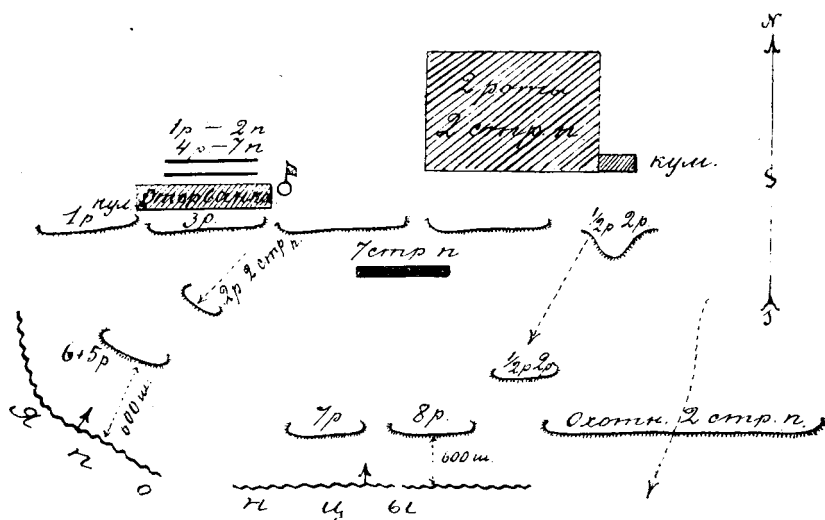 N
2 роты
2 стр. п
кум.
S
1р – 2п
4р – 7п
1р
кум
3р.
1/2р 2р
7 стр п
2р 2 стр п.
J
6+5р
600 ш.
1/2р 2р
7р
8р.
Охотн. 2 стр. п.
600 ш.
Я п о н ц ы